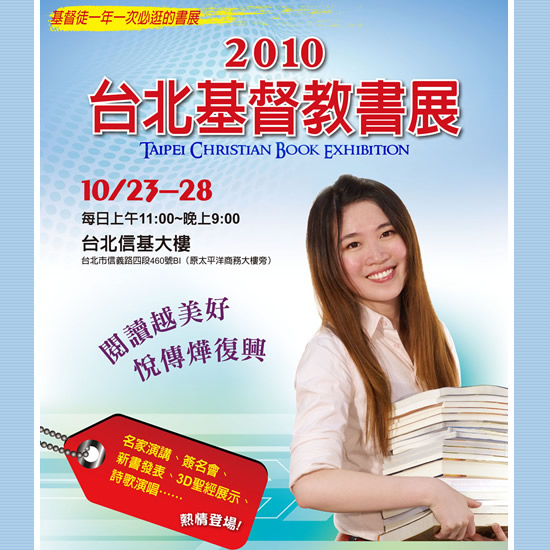 基督徒一年一次必逛的書展
2010
台北基督教書展
TAIPEI CHRISTIAN BOOK EXHIBITION
10/23-28
每日上午11:00~晚上9:00
台北信基大樓
台北市信義路四段460號B1（原太平洋商務大樓旁）
閱讀越美好
悅傳燁復興
名家演講、簽名會、
新書發表、3D聖經展示、
詩歌演唱……
熱情登場!